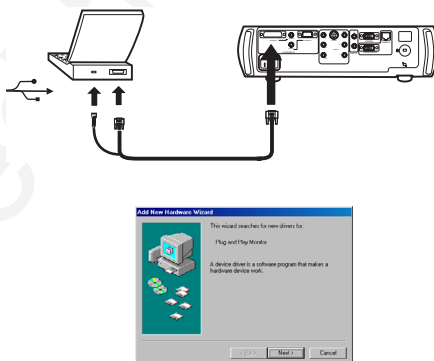 Add New Hardware Wizard
This wizard searches for new drivers for:
Plug and Play Monitor
A device driver is a software program that makes a
hardware device work.
< Back Next > Cancel